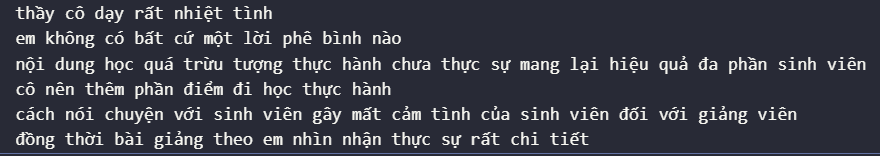 thầy cô dạy rất nhiệt tình
em không có bất cứ một lời phê bình nào
nội dung học quá trừu tượng thực hành chưa thực sự mang lại hiệu quả đa phần sinh viên
cô nên thêm phần điểm đi học thực hành
cách nói chuyện với sinh viên gây mất cảm tình của sinh viên đối với giảng viên
đồng thời bài giảng theo em nhìn nhận thực sự rất chi tiết